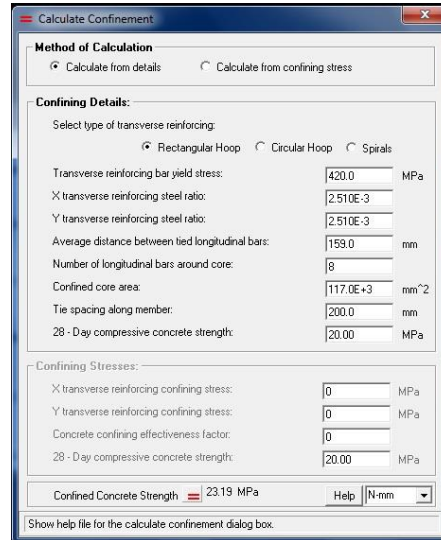 Calculate Confinement
Method of Calculation
Calculate from details Calculate from confining stress
Confining Details:
Select type of transverse reinforcing:
Rectangular Hoop Circular Hoop Spirals
Transverse reinforcing bar yield stress: 420.0 MPa
X transverse reinforcing steel ratio: 2.510E-3
Y transverse reinforcing steel ratio: 2.510E-3
Average distance between tied longitudinal bars: 159.0 mm
Number of longitudinal bars around core: 8
Confined core area: 117.0E+3 mm^2
Tie spacing along member: 200.0 mm
28 - Day compressive concrete strength: 20.00 MPa
Confining Stresses:
X transverse reinforcing confining stress: 0 MPa
Y transverse reinforcing confining stress: 0 MPa
Concrete confining effectiveness factor: 0
28 - Day compressive concrete strength: 20.00 MPa
Confined Concrete Strength = 23.19 MPa Help N-mm
Show help file for the calculate confinement dialog box.